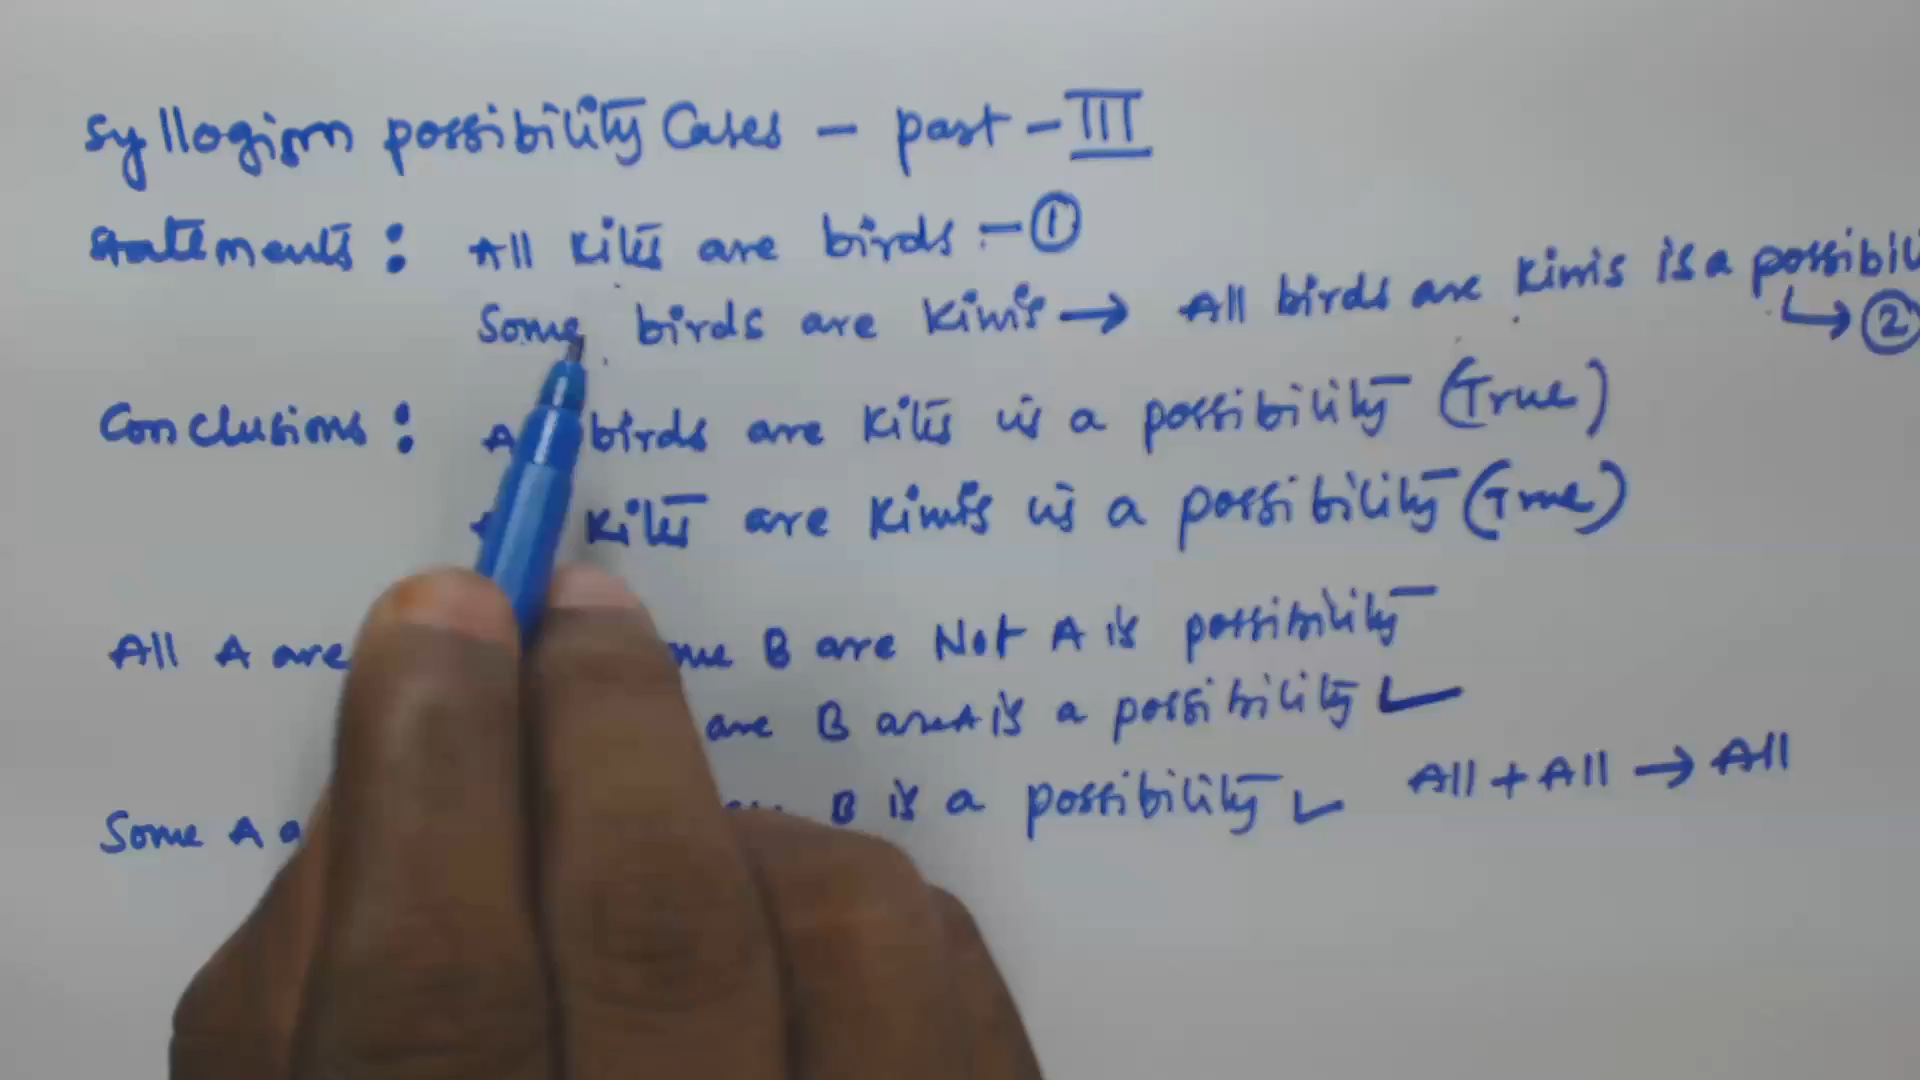 Syllogism possibility Cases - part - III
Statements : All Kites are birds - ①
Some birds are Kiwis → All birds are Kiwis is a possibili
↳ ②
Conclusions : A birds are Kites is a possibility (True)
Kites are Kiwis is a possibility (True)
All A are me B are Not A is possibility
are B are A is a possibility ✓
Some A a B is a possibility ✓ All + All → All